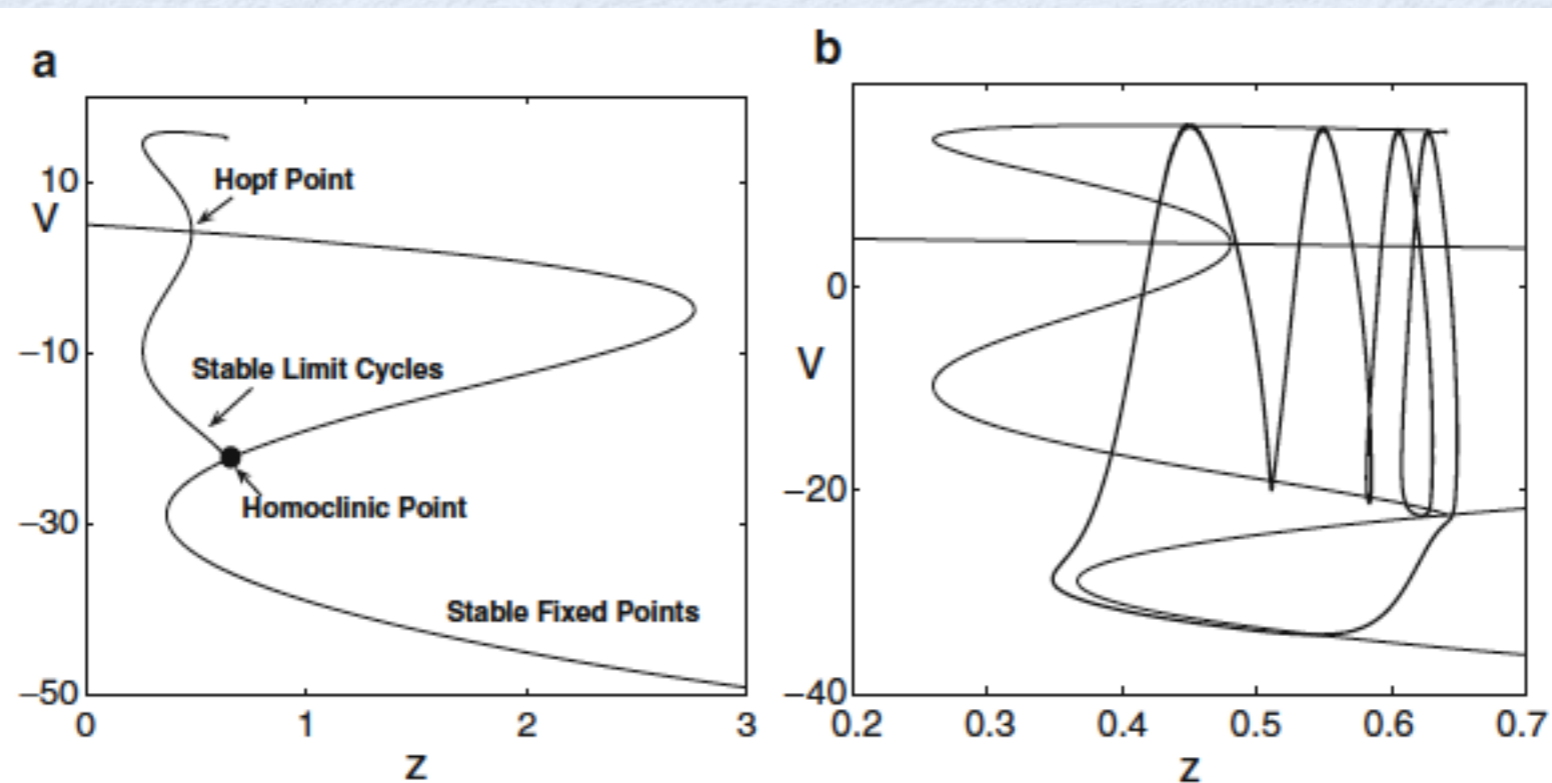 a
b
10
V
Hopf Point
−10
Stable Limit Cycles
−30
Homoclinic Point
Stable Fixed Points
−50
0
1
2
3
z
0
V
−20
−40
0.2
0.3
0.4
0.5
0.6
0.7
z